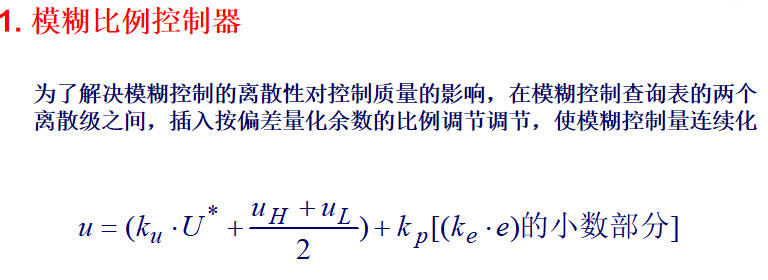 1. 模糊比例控制器
为了解决模糊控制的离散性对控制质量的影响，在模糊控制查询表的两个
离散级之间，插入按偏差量化余数的比例调节调节，使模糊控制量连续化
u = (k_u · U^* + \frac{u_H + u_L}{2}) + k_p[(k_e · e)的小数部分]